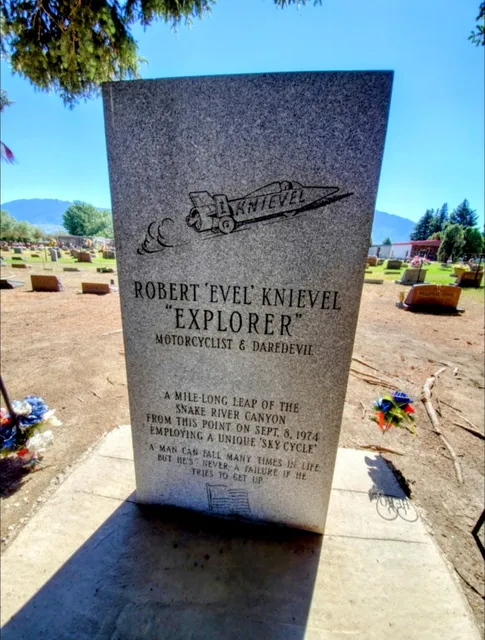 KNIEVEL
ROBERT 'EVEL' KNIEVEL
"EXPLORER"
MOTORCYCLIST & DAREDEVIL
A MILE-LONG LEAP OF THE
SNAKE RIVER CANYON
FROM THIS POINT ON SEPT. 8, 1974
EMPLOYING A UNIQUE 'SKY CYCLE'
A MAN CAN FALL MANY TIMES IN LIFE
BUT HE'S NEVER A FAILURE IF HE
TRIES TO GET UP